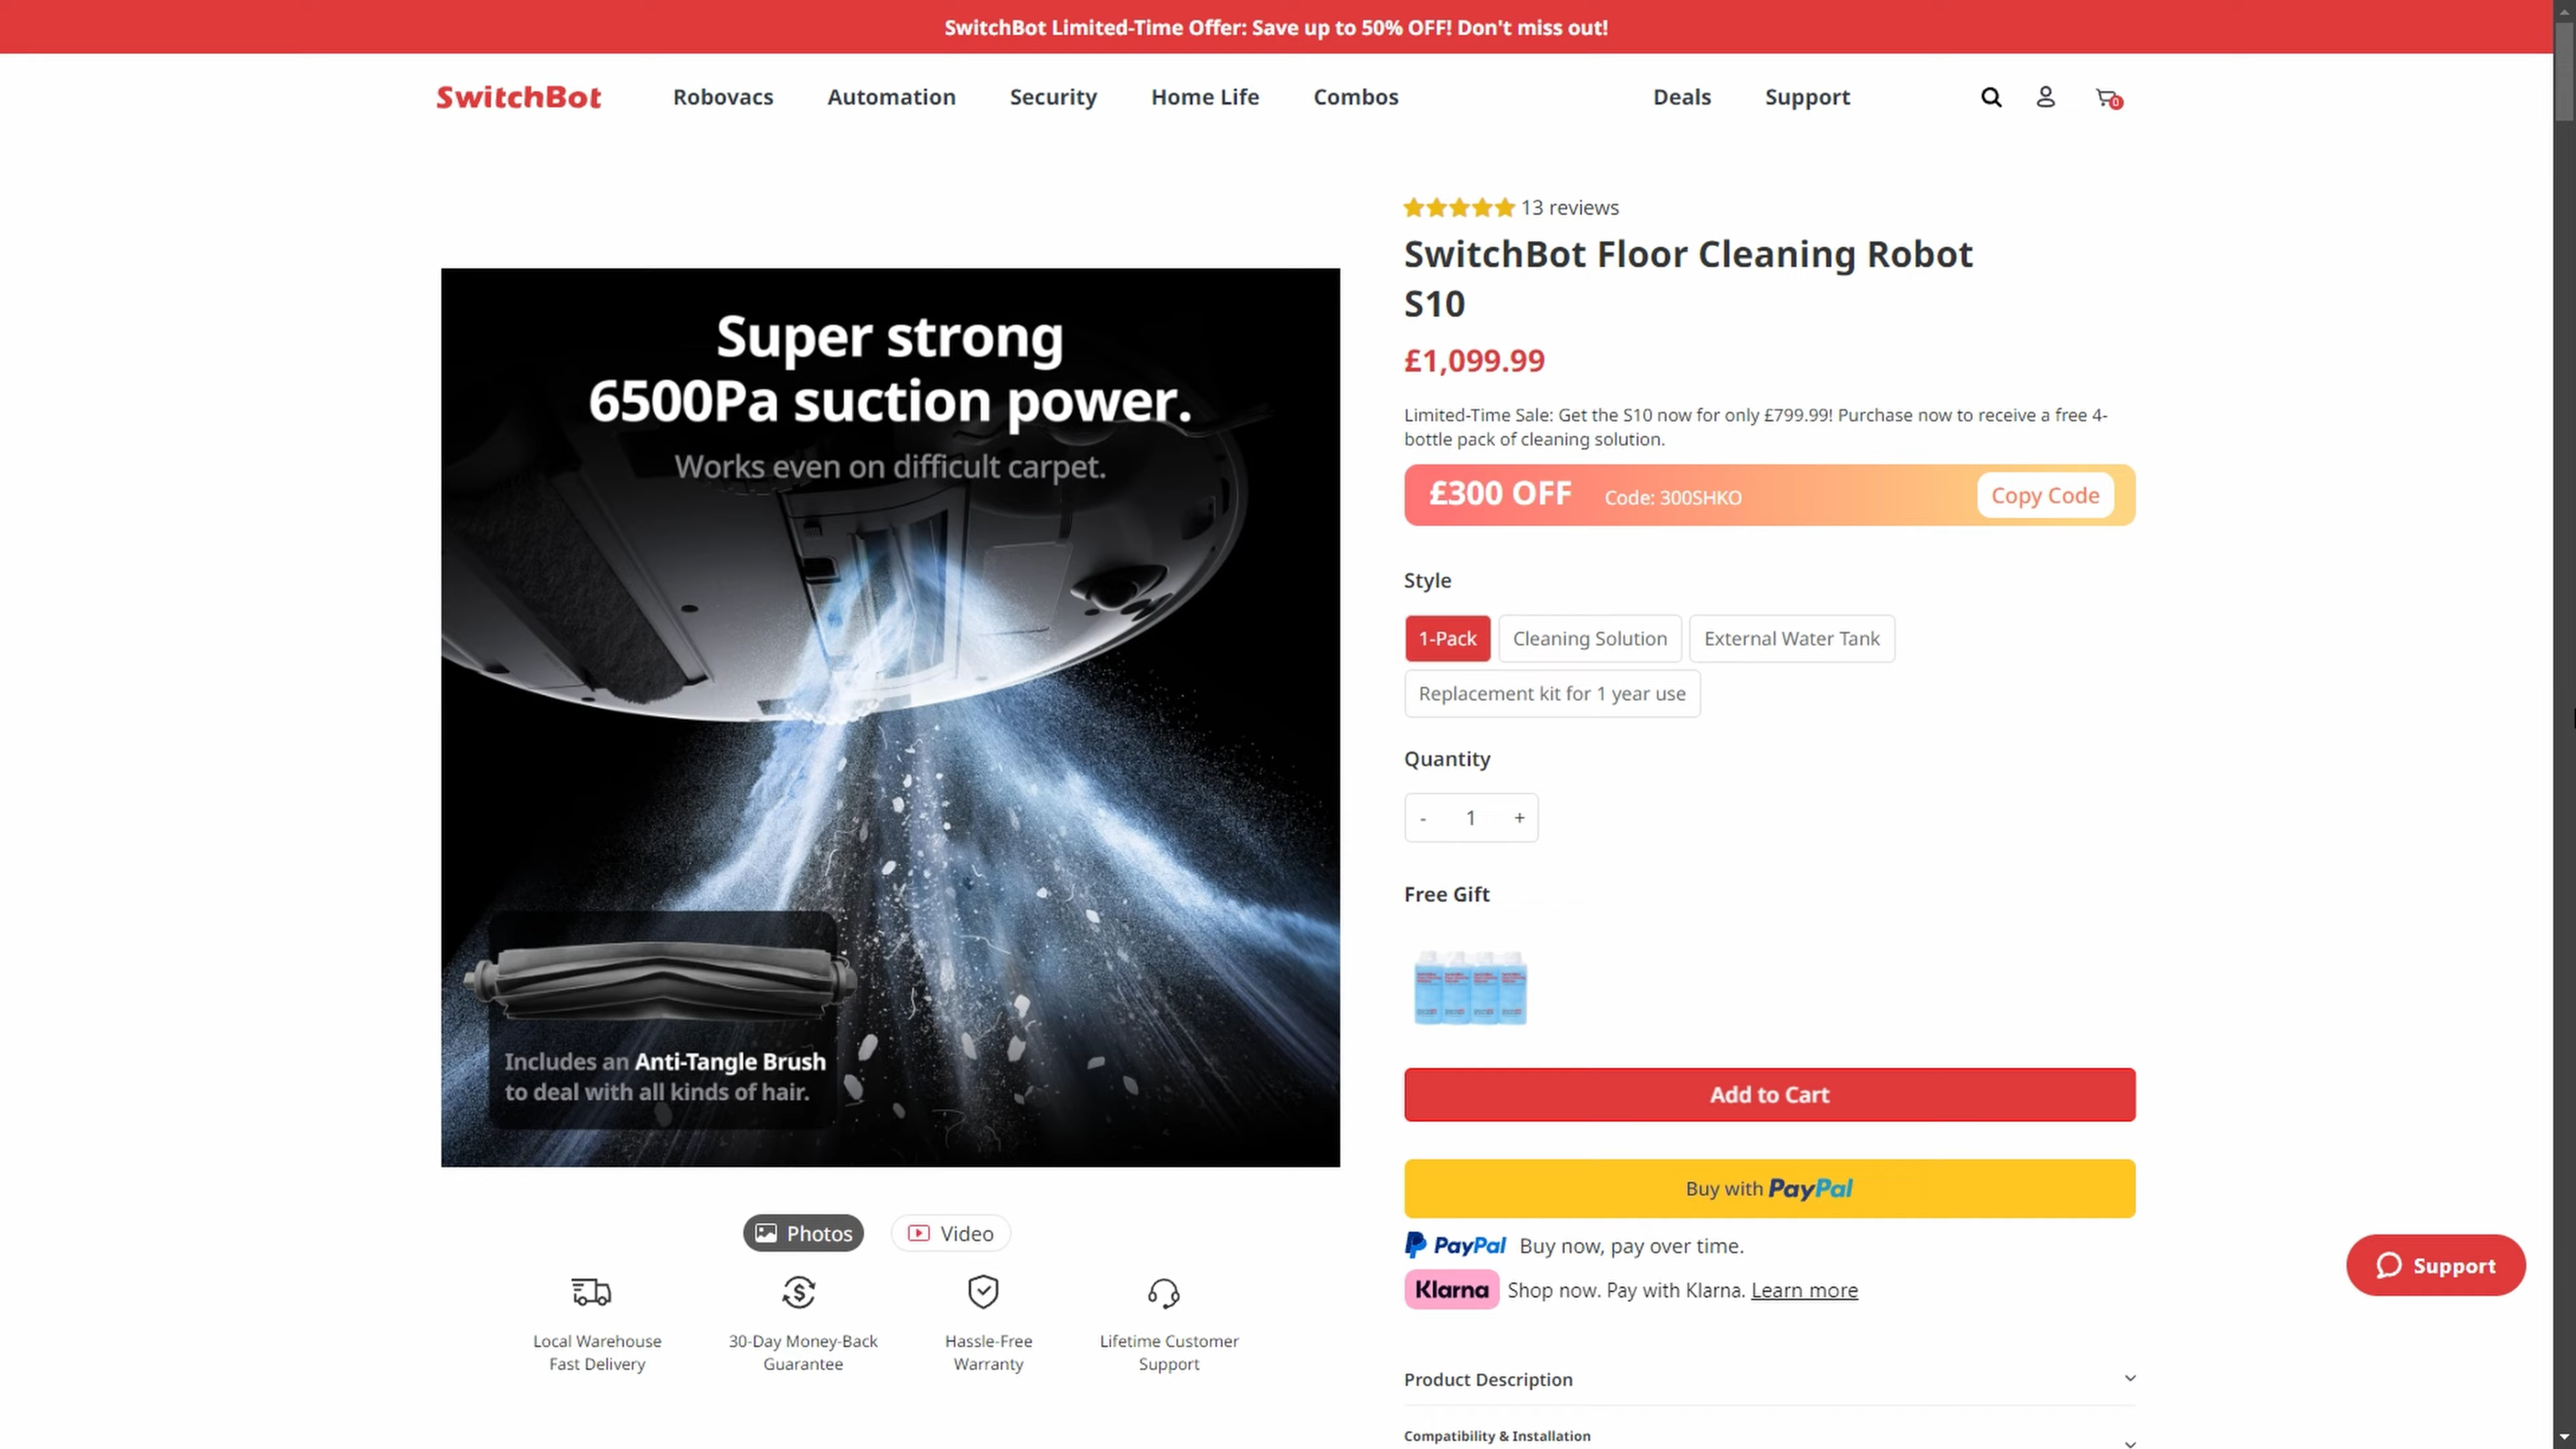 SwitchBot Limited-Time Offer: Save up to 50% OFF! Don't miss out!
SwitchBot
Robovacs
Automation
Security
Home Life
Combos
Deals
Support
0
13 reviews
SwitchBot Floor Cleaning Robot
S10
£1,099.99
Limited-Time Sale: Get the S10 now for only £799.99! Purchase now to receive a free 4-
bottle pack of cleaning solution.
£300 OFF Code: 300SHKO
Copy Code
Style
1-Pack
Cleaning Solution
External Water Tank
Replacement kit for 1 year use
Quantity
- 1 +
Free Gift
Add to Cart
Buy with PayPal
PayPal Buy now, pay over time.
Klarna Shop now. Pay with Klarna. Learn more
Product Description
Compatibility & Installation
Super strong
6500Pa suction power.
Works even on difficult carpet.
Includes an Anti-Tangle Brush
to deal with all kinds of hair.
Photos
Video
Local Warehouse
Fast Delivery
30-Day Money-Back
Guarantee
Hassle-Free
Warranty
Lifetime Customer
Support
Support